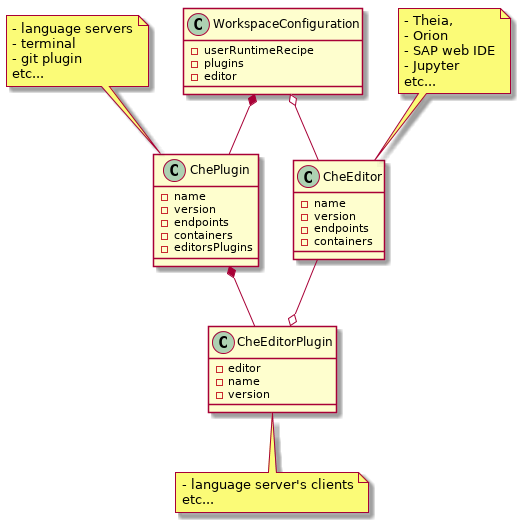 - language servers
- terminal
- git plugin
etc...
C WorkspaceConfiguration
userRuntimeRecipe
plugins
editor
- Theia,
- Orion
- SAP web IDE
- Jupyter
etc...
C ChePlugin
name
version
endpoints
containers
editorsPlugins
C CheEditor
name
version
endpoints
containers
C CheEditorPlugin
editor
name
version
- language server's clients
etc...